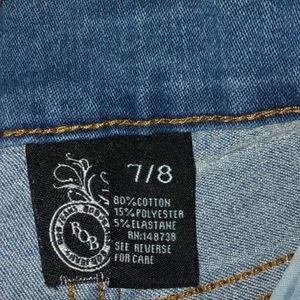 7/8
80% COTTON
15% POLYESTER
5% ELASTANE
RN:148738
SEE REVERSE
FOR CARE
ROB